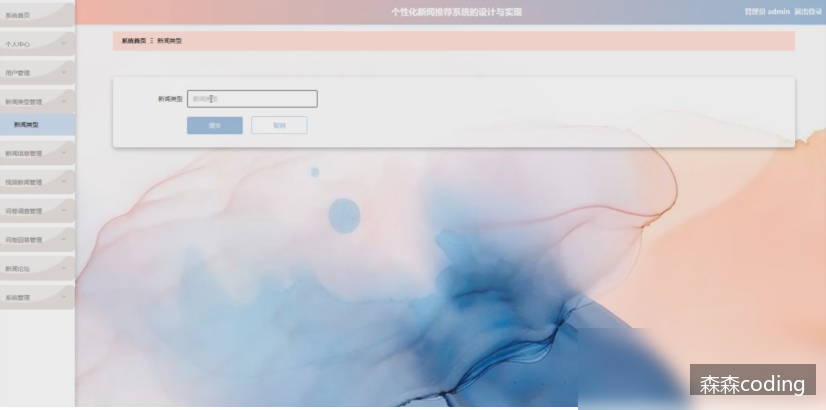 个性化新闻推荐系统的设计与实现
管理员 admin 退出登录
系统首页
个人中心
用户管理
新闻类型管理
新闻类型
新闻信息管理
视频新闻管理
问卷调查管理
问卷回答管理
新闻论坛
系统管理
系统首页 Ξ 新闻类型
新闻类型 新闻类型
提交 取消
森森coding